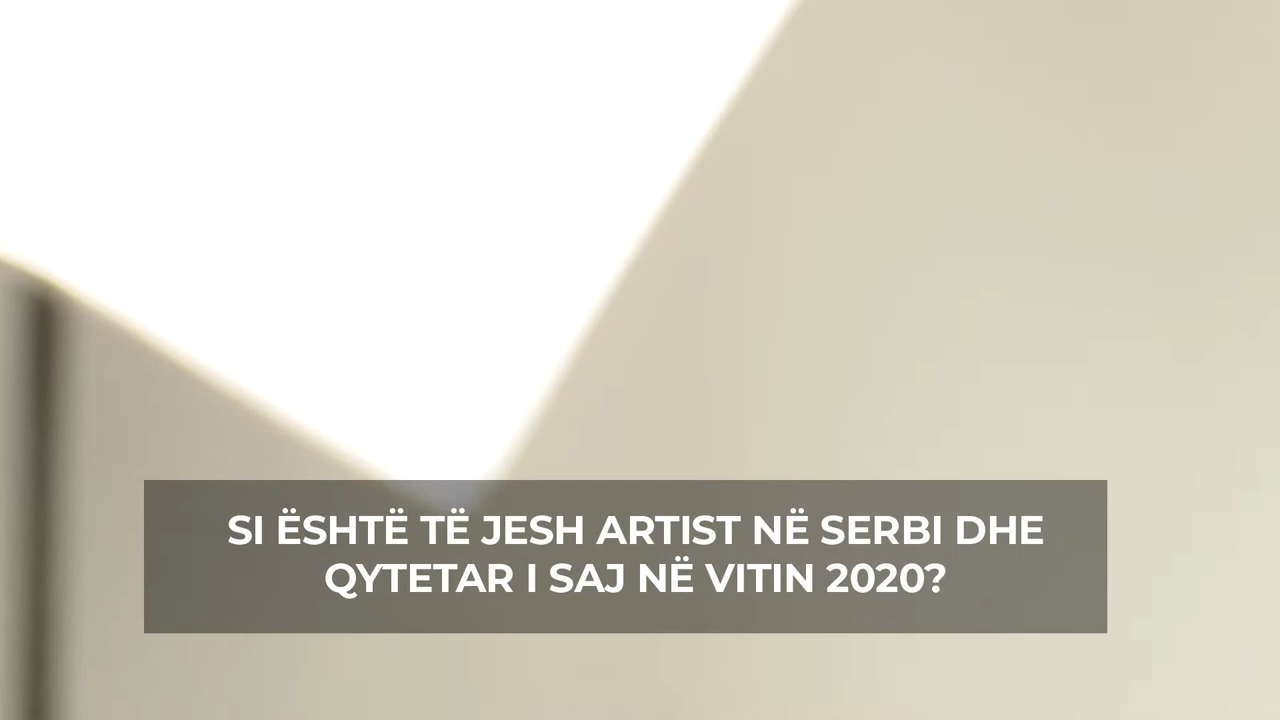 SI ËSHTË TË JESH ARTIST NË SERBI DHE
QYTETAR I SAJ NË VITIN 2020?